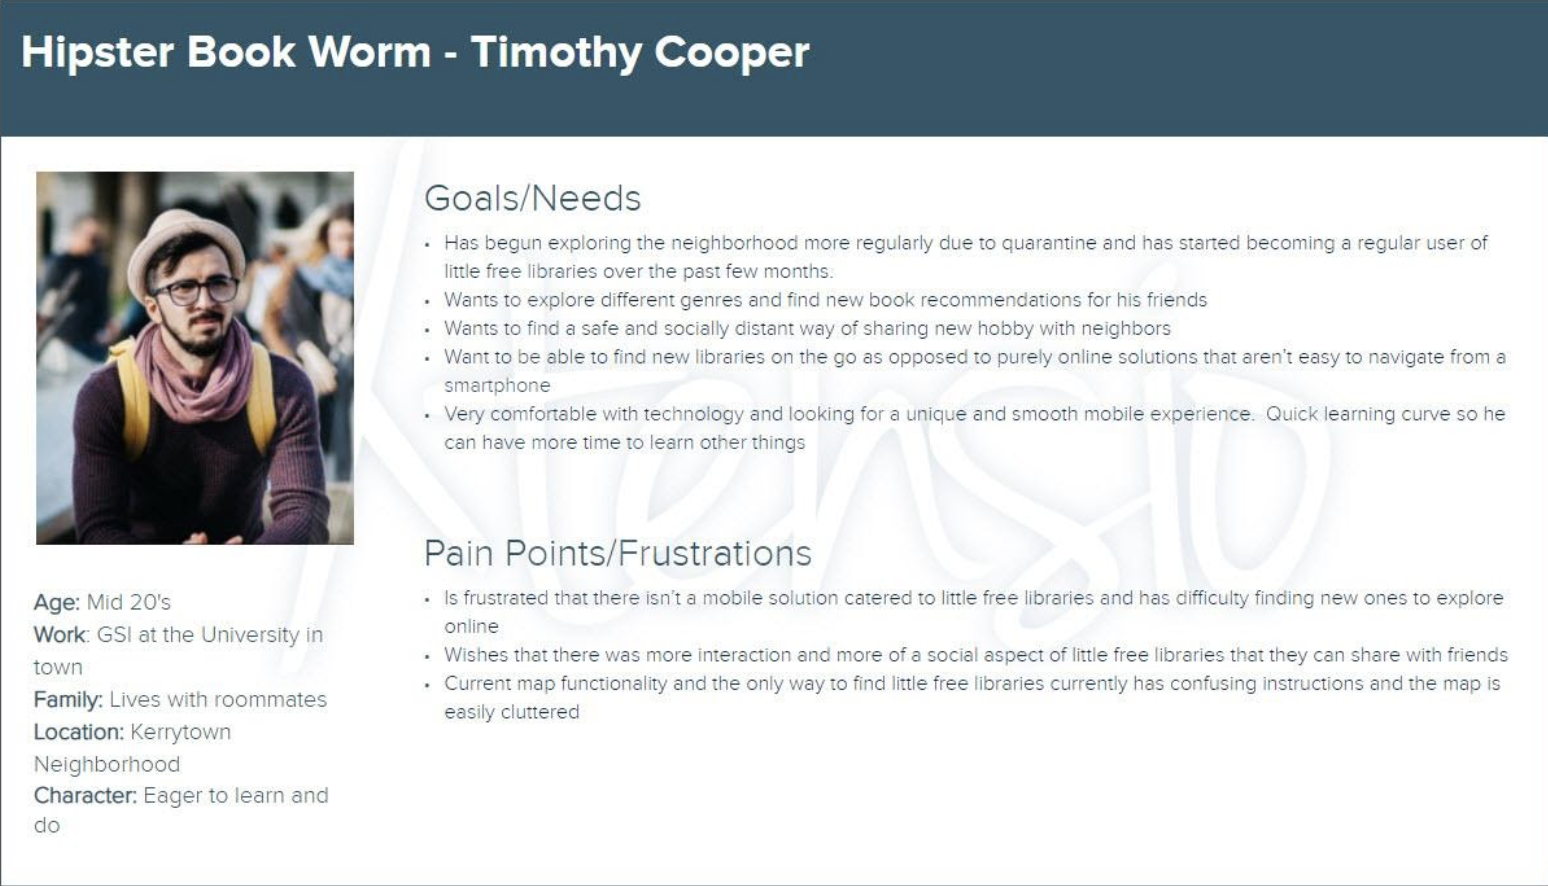 Hipster Book Worm - Timothy Cooper
Goals/Needs
• Has begun exploring the neighborhood more regularly due to quarantine and has started becoming a regular user of
little free libraries over the past few months.
• Wants to explore different genres and find new book recommendations for his friends
• Wants to find a safe and socially distant way of sharing new hobby with neighbors
• Want to be able to find new libraries on the go as opposed to purely online solutions that aren't easy to navigate from a
smartphone
• Very comfortable with technology and looking for a unique and smooth mobile experience.  Quick learning curve so he
can have more time to learn other things
Pain Points/Frustrations
• Is frustrated that there isn't a mobile solution catered to little free libraries and has difficulty finding new ones to explore
online
• Wishes that there was more interaction and more of a social aspect of little free libraries that they can share with friends
• Current map functionality and the only way to find little free libraries currently has confusing instructions and the map is
easily cluttered
Age: Mid 20's
Work: GSI at the University in
town
Family: Lives with roommates
Location: Kerrytown
Neighborhood
Character: Eager to learn and
do
Xtensio